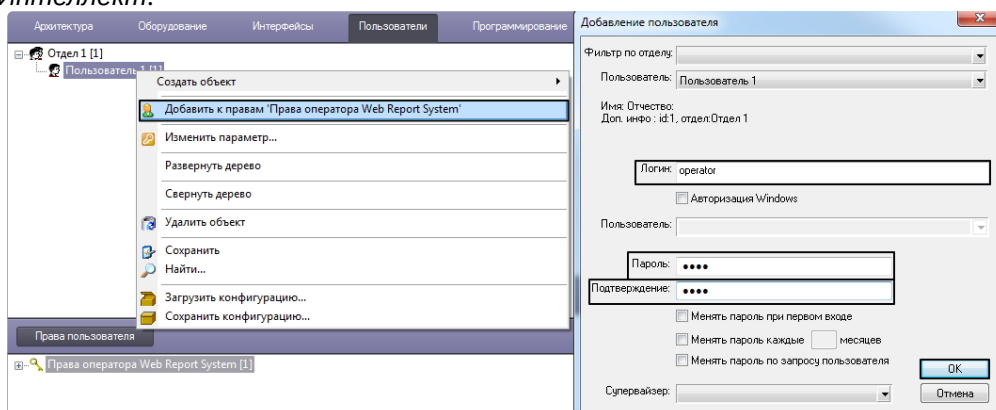 Интеллект.
Архитектура Оборудование Интерфейсы Пользователи Программирование
Отдел 1 [1]
Пользователь 1 [1]
Создать объект
Добавить к правам 'Права оператора Web Report System'
Изменить параметр...
Развернуть дерево
Свернуть дерево
Удалить объект
Сохранить
Найти...
Загрузить конфигурацию...
Сохранить конфигурацию...
Права пользователя
Права оператора Web Report System [1]
Добавление пользователя
Фильтр по отделу:
Пользователь: Пользователь 1
Имя: Отчество:
Доп. инфо : id:1, отдел:Отдел 1
Логин: operator
Авторизация Windows
Пользователь:
Пароль: ●●●●
Подтверждение: ●●●●
Менять пароль при первом входе
Менять пароль каждые месяцев
Менять пароль по запросу пользователя
OK
Супервайзер:
Отмена